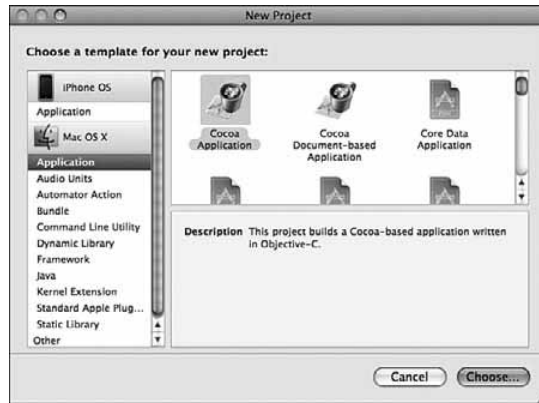 New Project
Choose a template for your new project:
iPhone OS
Application
Mac OS X
Application
Audio Units
Automator Action
Bundle
Command Line Utility
Dynamic Library
Framework
Java
Kernel Extension
Standard Apple Plug...
Static Library
Other
Cocoa
Application
Cocoa
Document-based
Application
Core Data
Application
Description This project builds a Cocoa-based application written
in Objective-C.
Cancel
Choose...